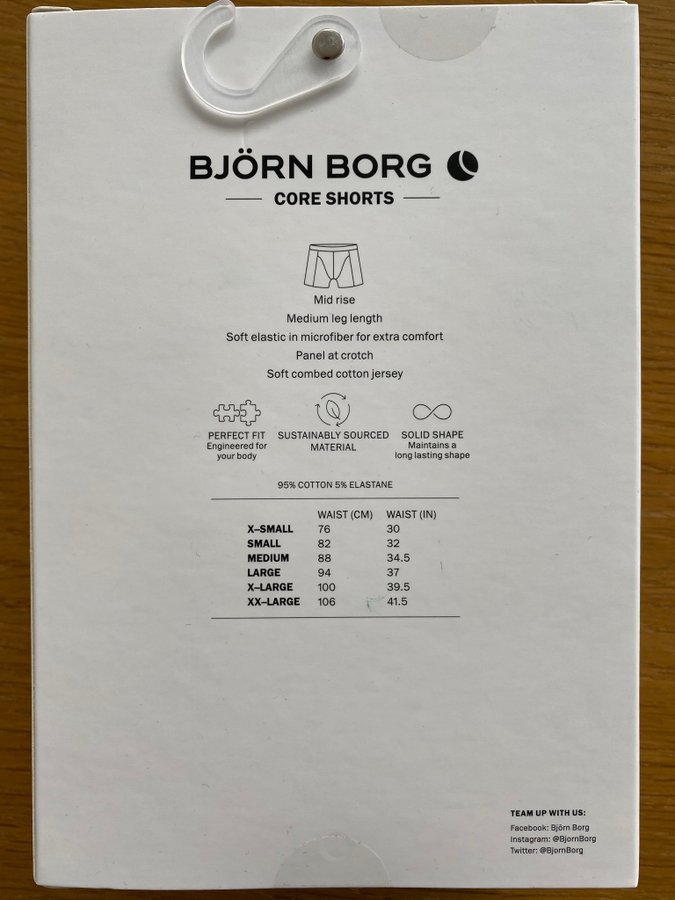 BJÖRN BORG
CORE SHORTS
Mid rise
Medium leg length
Soft elastic in microfiber for extra comfort
Panel at crotch
Soft combed cotton jersey
PERFECT FIT
Engineered for
your body
SUSTAINABLY SOURCED
MATERIAL
SOLID SHAPE
Maintains a
long lasting shape
95% COTTON 5% ELASTANE
WAIST (CM) WAIST (IN)
X–SMALL 76 30
SMALL 82 32
MEDIUM 88 34.5
LARGE 94 37
X–LARGE 100 39.5
XX–LARGE 106 41.5
TEAM UP WITH US:
Facebook: Björn Borg
Instagram: @BjornBorg
Twitter: @BjornBorg